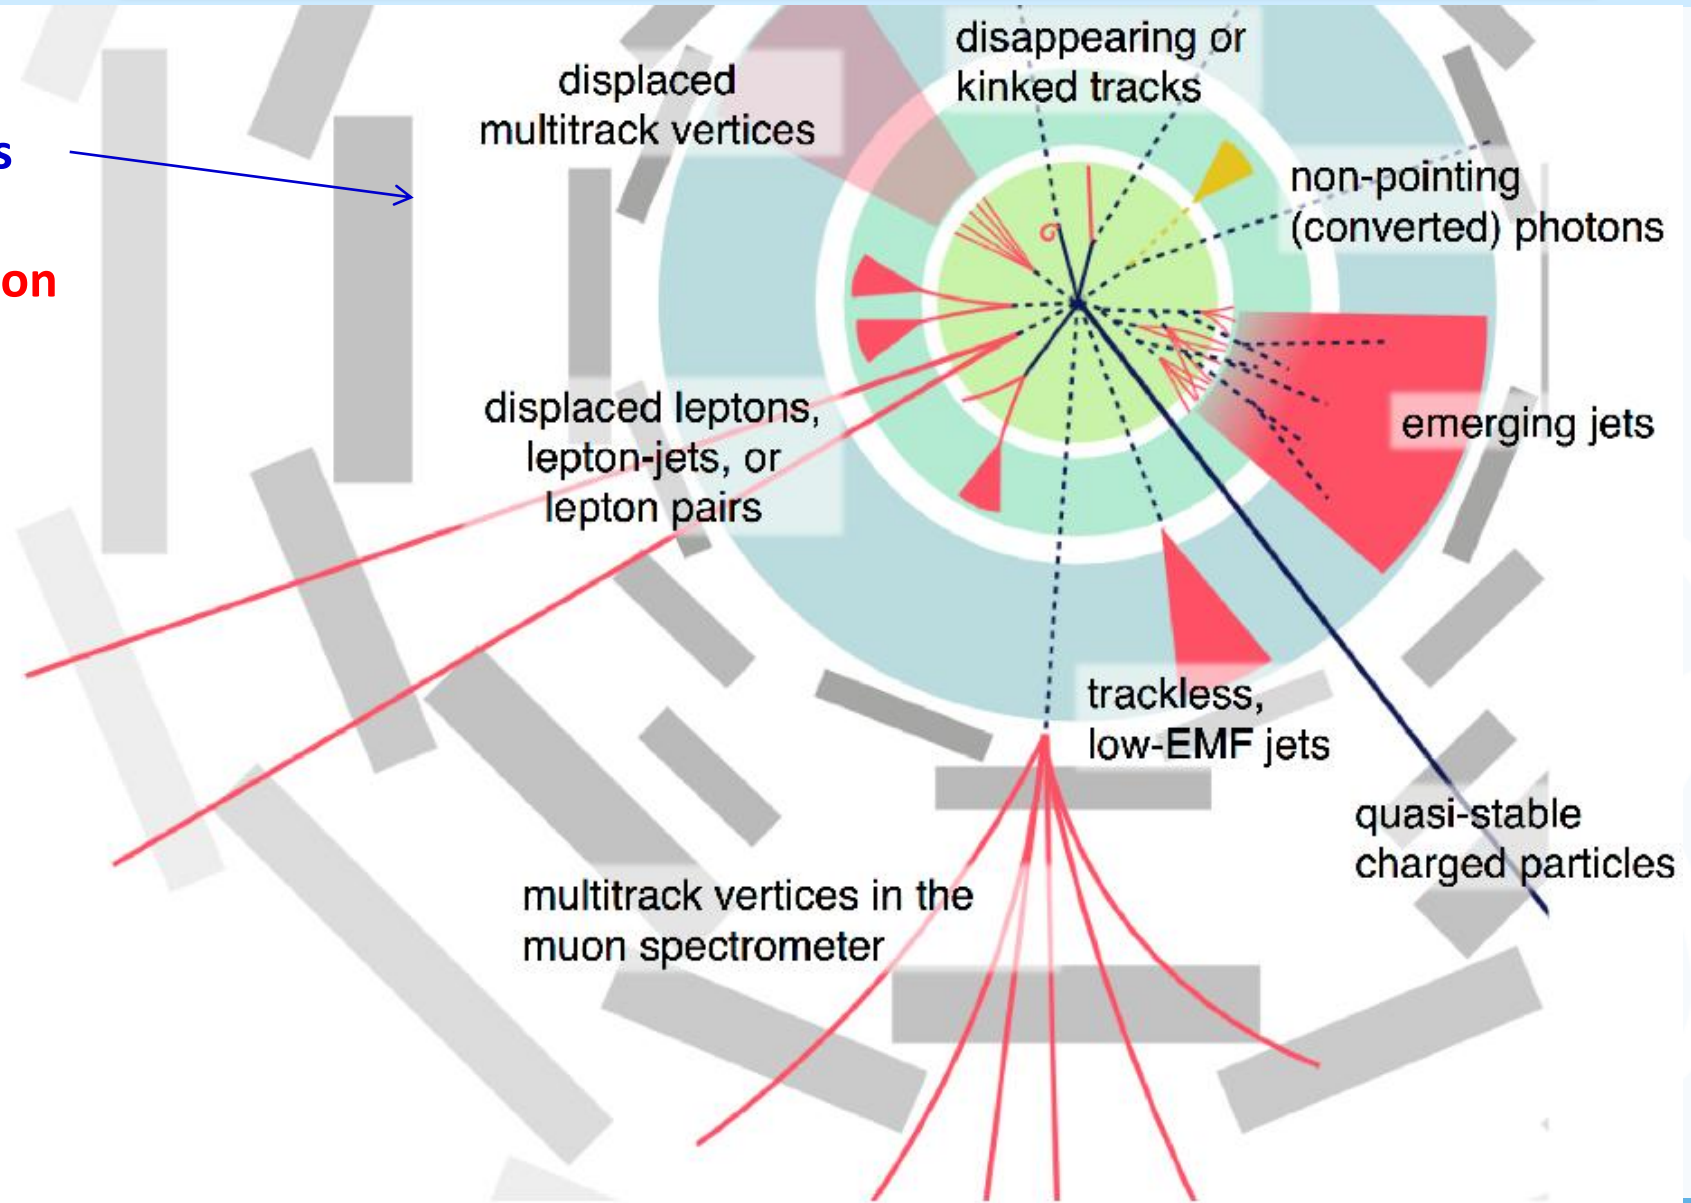 disappearing or
kinked tracks
displaced
multitrack vertices
s
on
non-pointing
(converted) photons
displaced leptons,
lepton-jets, or
lepton pairs
emerging jets
trackless,
low-EMF jets
quasi-stable
charged particles
multitrack vertices in the
muon spectrometer